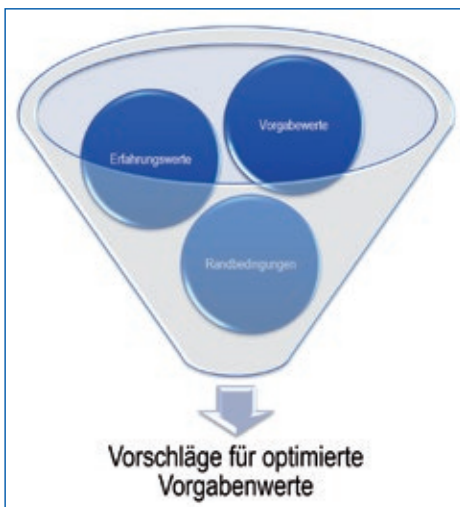 Vorgabewerte
Erfahrungswerte
Randbedingungen
Vorschläge für optimierte
Vorgabenwerte